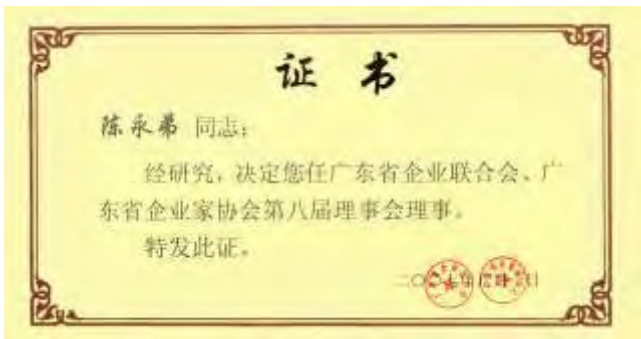 证 书
陈永弟 同志：
经研究，决定您任广东省企业联合会、广
东省企业家协会第八届理事会理事。
特发此证。